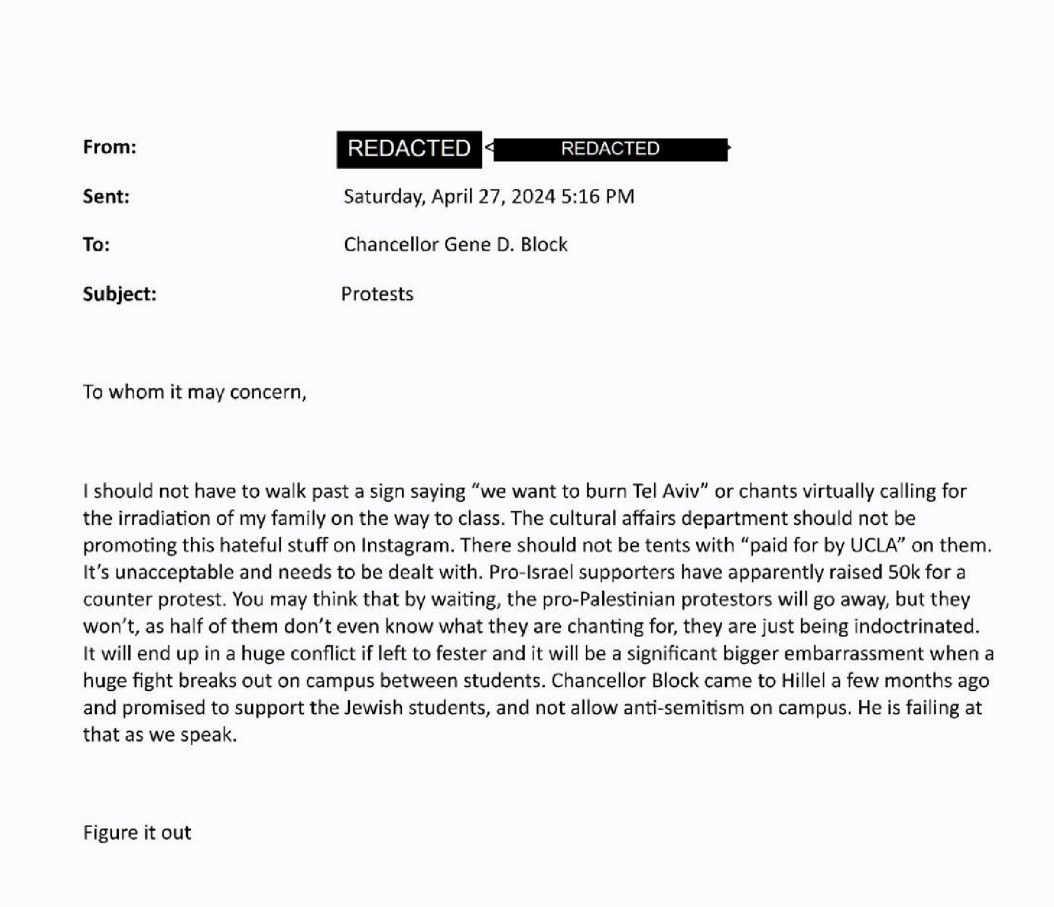 From: REDACTED < REDACTED >
Sent: Saturday, April 27, 2024 5:16 PM
To: Chancellor Gene D. Block
Subject: Protests
To whom it may concern,
I should not have to walk past a sign saying “we want to burn Tel Aviv” or chants virtually calling for
the irradiation of my family on the way to class. The cultural affairs department should not be
promoting this hateful stuff on Instagram. There should not be tents with “paid for by UCLA” on them.
It’s unacceptable and needs to be dealt with. Pro-Israel supporters have apparently raised 50k for a
counter protest. You may think that by waiting, the pro-Palestinian protestors will go away, but they
won’t, as half of them don’t even know what they are chanting for, they are just being indoctrinated.
It will end up in a huge conflict if left to fester and it will be a significant bigger embarrassment when a
huge fight breaks out on campus between students. Chancellor Block came to Hillel a few months ago
and promised to support the Jewish students, and not allow anti-semitism on campus. He is failing at
that as we speak.
Figure it out